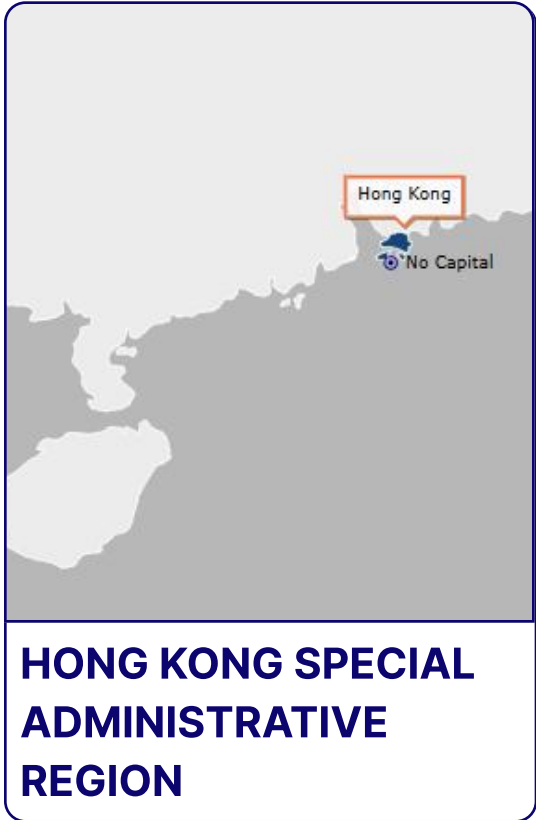 Hong Kong
No Capital
HONG KONG SPECIAL
ADMINISTRATIVE
REGION